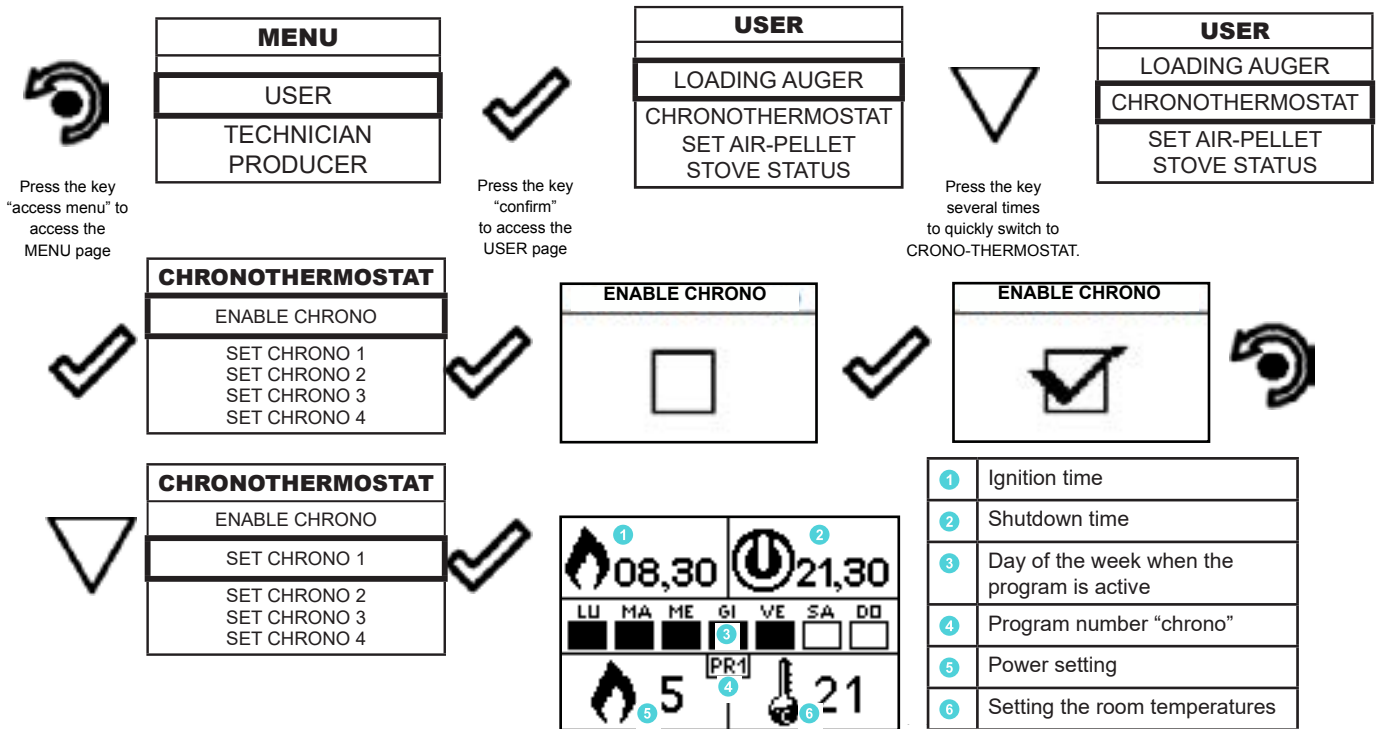 MENU
USER
TECHNICIAN
PRODUCER
Press the key
"access menu" to
access the
MENU page
Press the key
"confirm"
to access the
USER page
USER
LOADING AUGER
CHRONOTHERMOSTAT
SET AIR-PELLET
STOVE STATUS
Press the key
several times
to quickly switch to
CRONO-THERMOSTAT.
USER
LOADING AUGER
CHRONOTHERMOSTAT
SET AIR-PELLET
STOVE STATUS
CHRONOTHERMOSTAT
ENABLE CHRONO
SET CHRONO 1
SET CHRONO 2
SET CHRONO 3
SET CHRONO 4
ENABLE CHRONO
ENABLE CHRONO
CHRONOTHERMOSTAT
ENABLE CHRONO
SET CHRONO 1
SET CHRONO 2
SET CHRONO 3
SET CHRONO 4
1 2
08,30 21,30
LU MA ME GI VE SA DO
3
PR1
4
5 5 6 21
1 Ignition time
2 Shutdown time
3 Day of the week when the
program is active
4 Program number "chrono"
5 Power setting
6 Setting the room temperatures